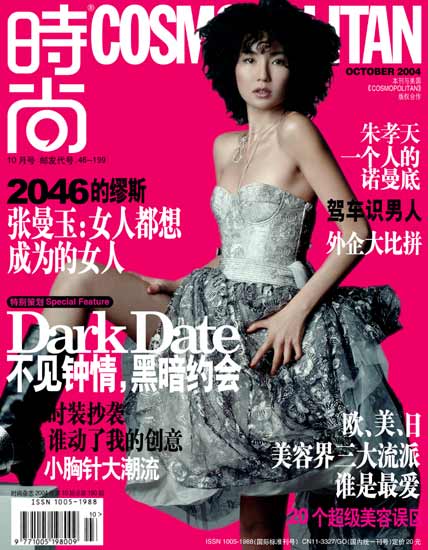 時尚
COSMOPOLITAN
OCTOBER 2004
本刊与美国
《COSMOPOLITAN》
版权合作
10月号 邮发代号 46—199
朱孝天
一个人的
诺曼底
2046的缪斯
张曼玉:女人都想
成为的女人
驾车识男人
外企大比拼
特别策划 Special Feature
Dark Date
不见钟情,黑暗约会
时装抄袭
谁动了我的创意
小胸针大潮流
欧、美、日
美容界三大流派
谁是最爱
20个超级美容误区
ISSN 1005-1988
10>
9771005198009
ISSN 1005-1988(国际标准刊号) CN11-3327/GO(国内统一刊号)定价20元